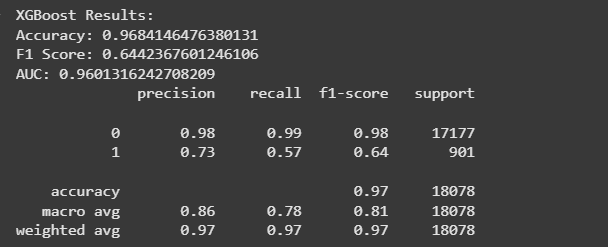 XGBoost Results:
Accuracy: 0.9684146476380131
F1 Score: 0.6442367601246106
AUC: 0.9601316242708209
precision recall f1-score support
0 0.98 0.99 0.98 17177
1 0.73 0.57 0.64 901
accuracy 0.97 18078
macro avg 0.86 0.78 0.81 18078
weighted avg 0.97 0.97 0.97 18078